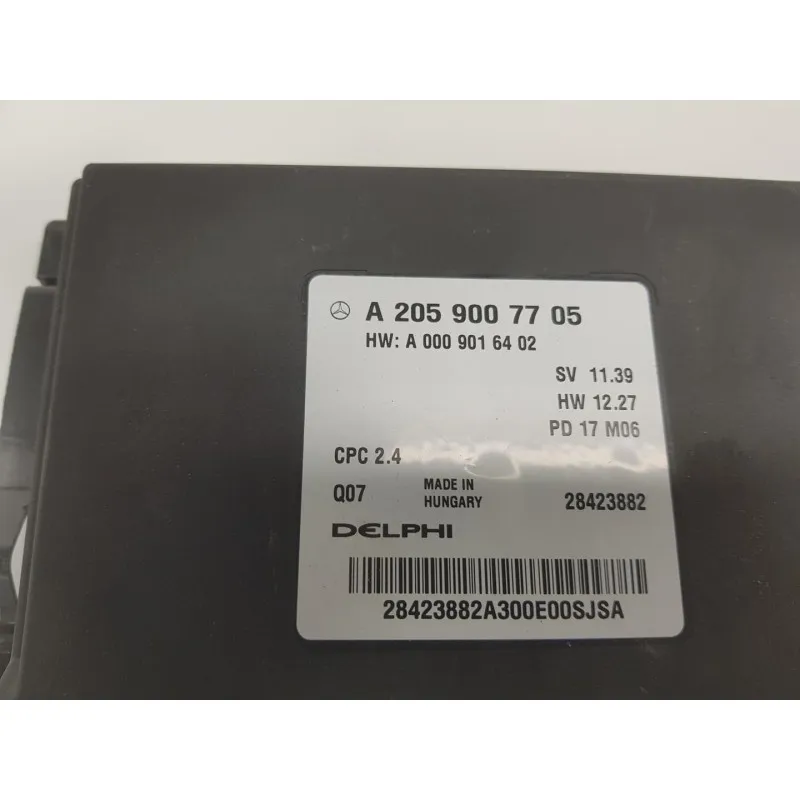 A 205 900 77 05
HW: A 000 901 64 02
SV 11.39
HW 12.27
PD 17 M06
CPC 2.4
Q07
MADE IN
HUNGARY
28423882
DELPHI
28423882A300E00SJSA